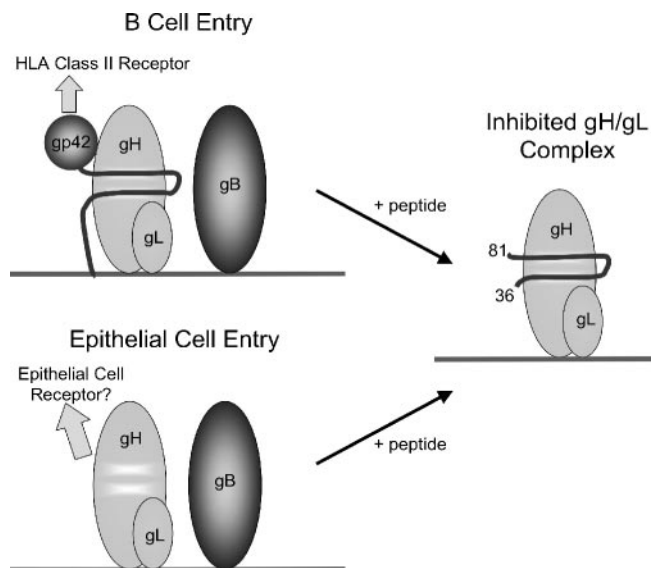 B Cell Entry
HLA Class II Receptor
gp42
gH
gB
gL
+ peptide
Inhibited gH/gL
Complex
gH
81
36
gL
Epithelial Cell Entry
Epithelial Cell
Receptor?
gH
gB
gL
+ peptide